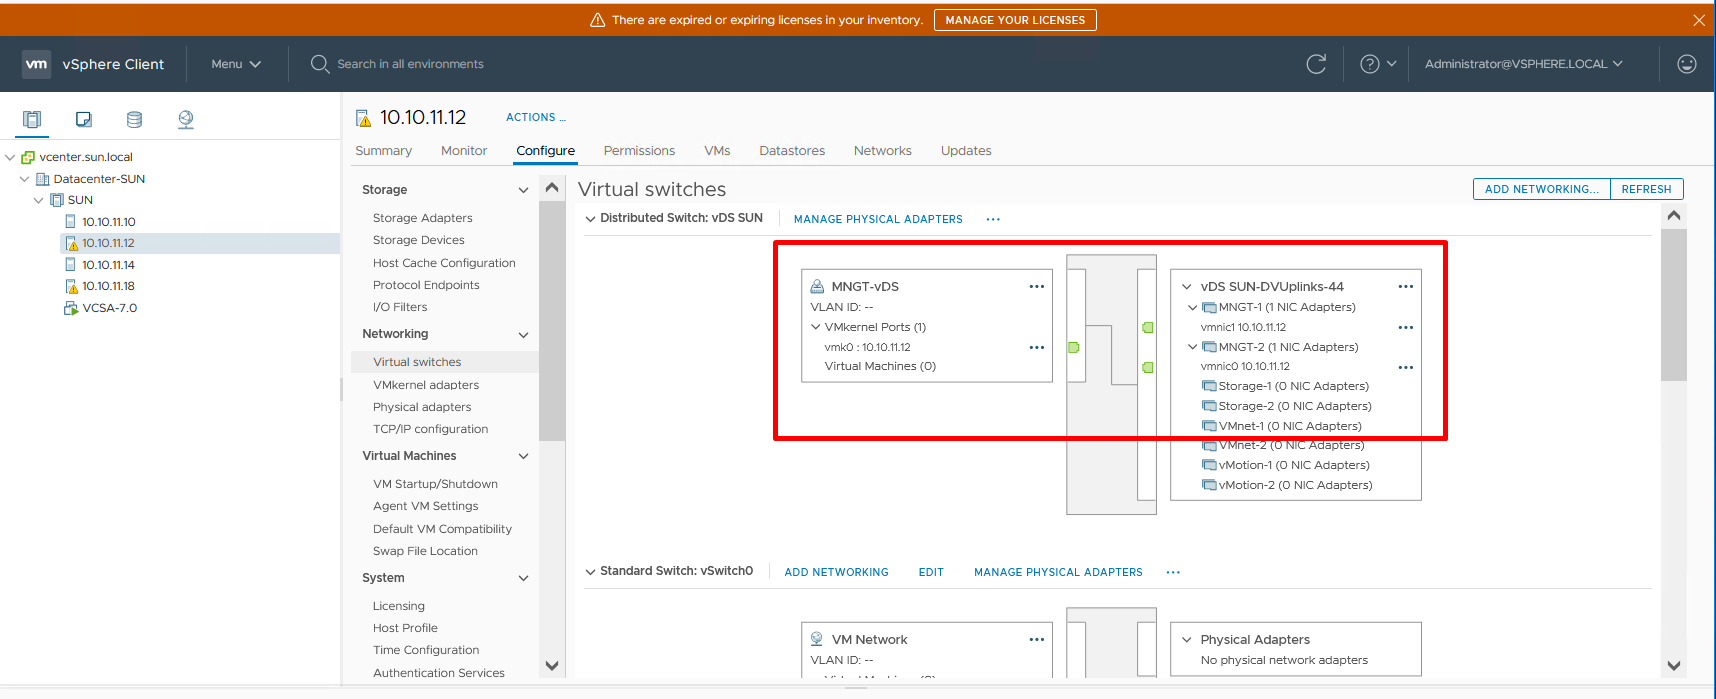 There are expired or expiring licenses in your inventory. MANAGE YOUR LICENSES
vm vSphere Client Menu Search in all environments Administrator@VSPHERE.LOCAL
vcenter.sun.local
Datacenter-SUN
SUN
10.10.11.10
10.10.11.12
10.10.11.14
10.10.11.18
VCSA-7.0
10.10.11.12 ACTIONS
Summary Monitor Configure Permissions VMs Datastores Networks Updates
Storage
Storage Adapters
Storage Devices
Host Cache Configuration
Protocol Endpoints
I/O Filters
Networking
Virtual switches
VMkernel adapters
Physical adapters
TCP/IP configuration
Virtual Machines
VM Startup/Shutdown
Agent VM Settings
Default VM Compatibility
Swap File Location
System
Licensing
Host Profile
Time Configuration
Authentication Services
Virtual switches ADD NETWORKING... REFRESH
Distributed Switch: vDS SUN MANAGE PHYSICAL ADAPTERS ...
MNGT-vDS ...
VLAN ID: --
VMkernel Ports (1)
vmk0 : 10.10.11.12 ...
Virtual Machines (0)
vDS SUN-DVUplinks-44 ...
MNGT-1 (1 NIC Adapters)
vmnic1 10.10.11.12 ...
MNGT-2 (1 NIC Adapters)
vmnic0 10.10.11.12 ...
Storage-1 (0 NIC Adapters)
Storage-2 (0 NIC Adapters)
VMnet-1 (0 NIC Adapters)
VMnet-2 (0 NIC Adapters)
vMotion-1 (0 NIC Adapters)
vMotion-2 (0 NIC Adapters)
Standard Switch: vSwitch0 ADD NETWORKING EDIT MANAGE PHYSICAL ADAPTERS ...
VM Network ...
VLAN ID: --
Physical Adapters
No physical network adapters